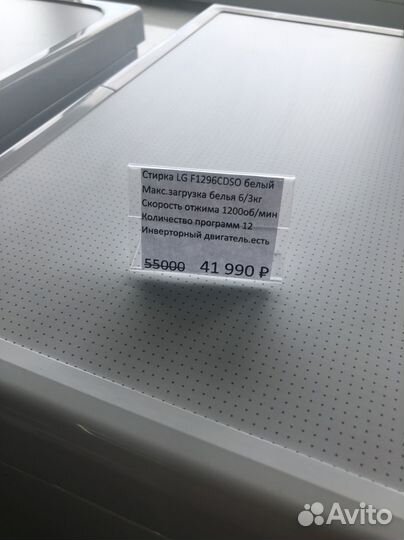 Стирка LG F1296CDSO белый
Макс.загрузка белья 6/3кг
Скорость отжима 1200об/мин
Количество программ 12
Инверторный двигатель.есть
55000 41 990 ₽
Avito